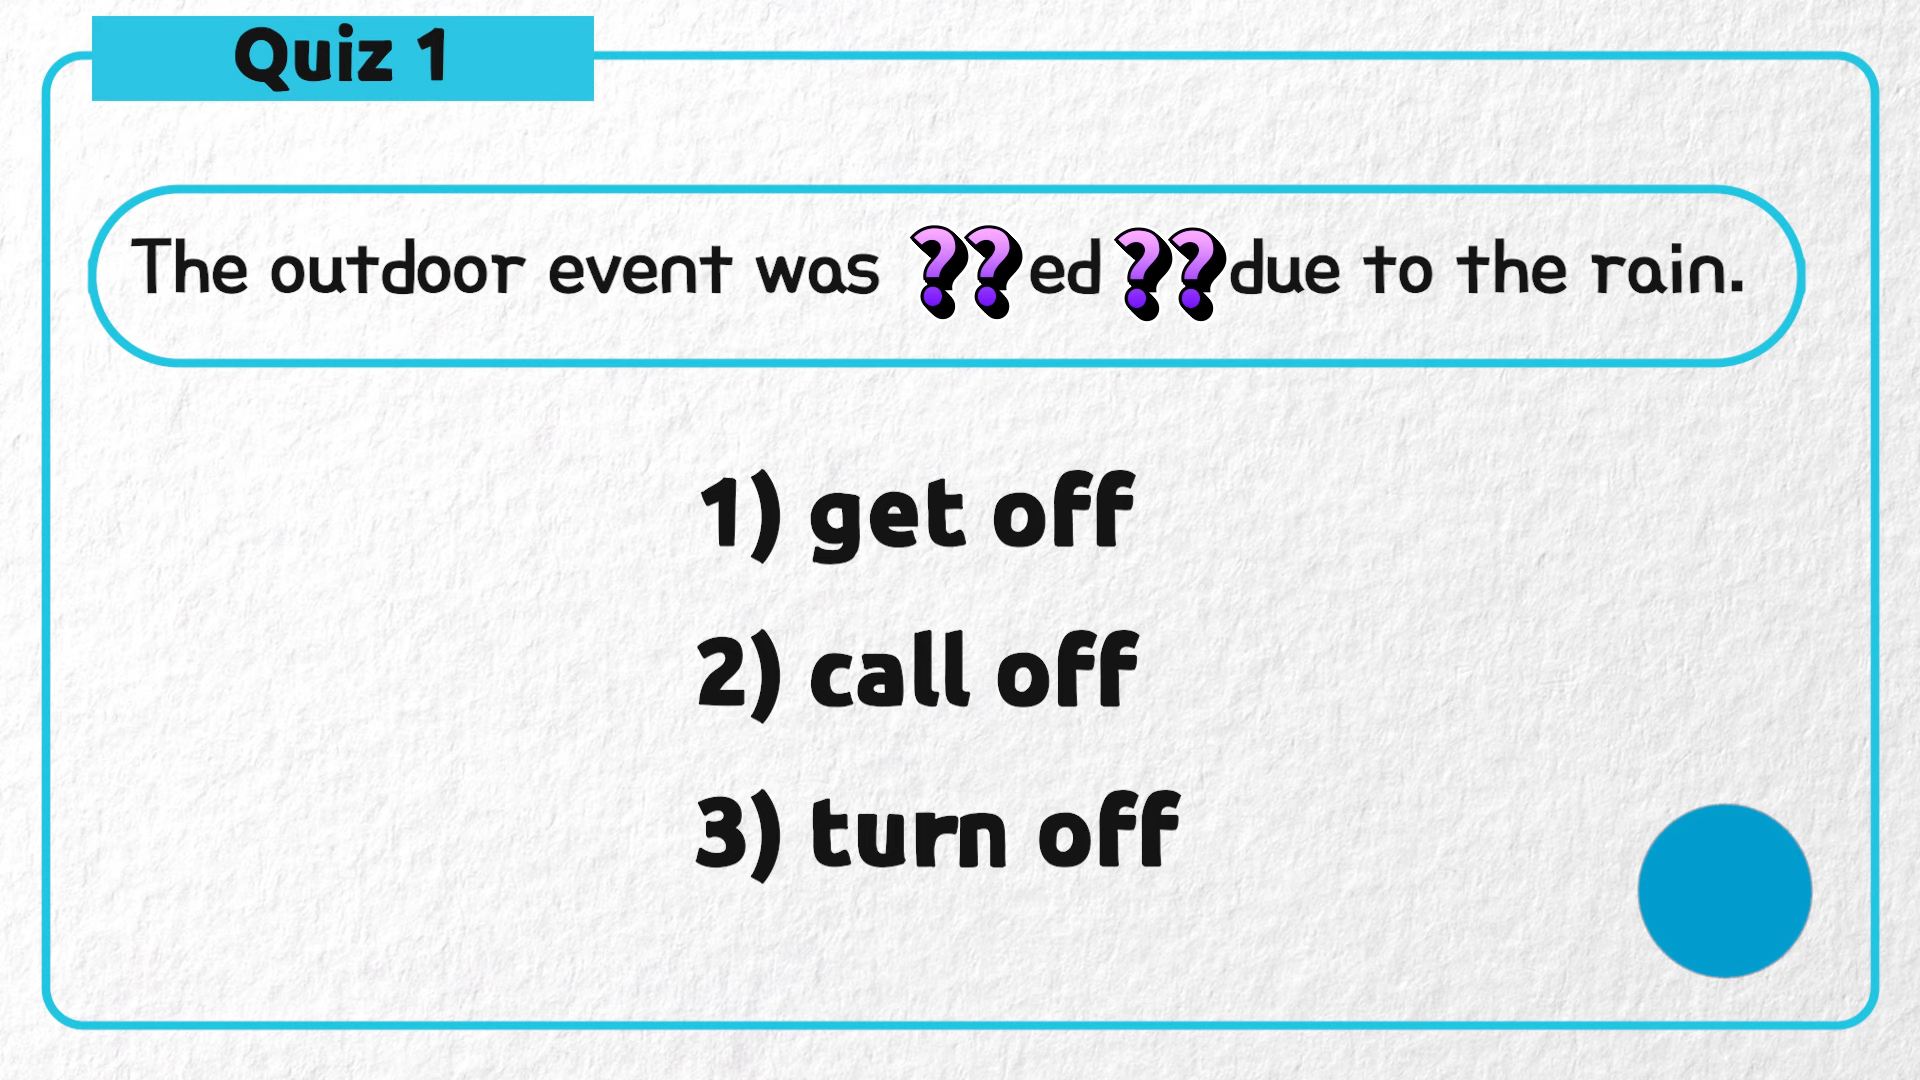 Quiz 1
The outdoor event was ??ed ??due to the rain.
1) get off
2) call off
3) turn off